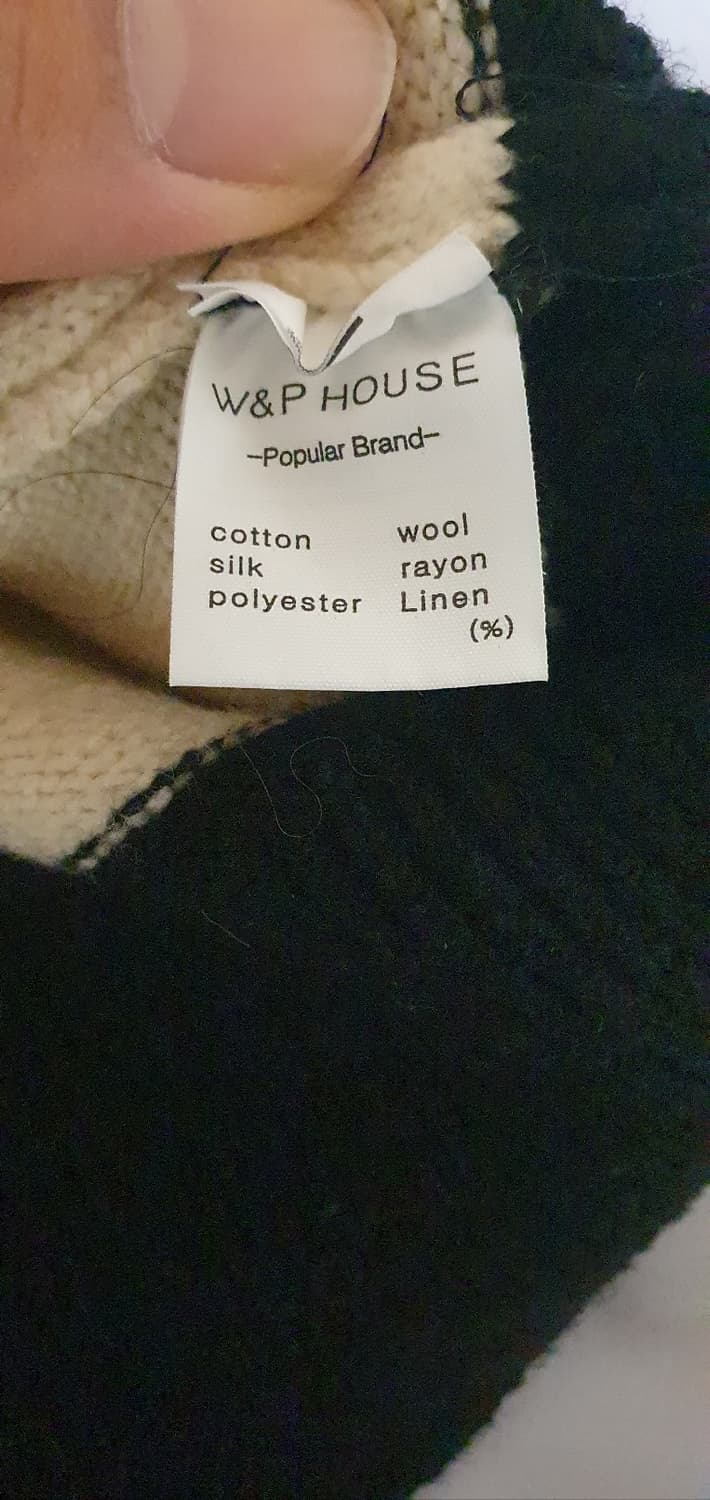 W&P HOUSE
-Popular Brand-
cotton wool
silk rayon
polyester Linen
(%)